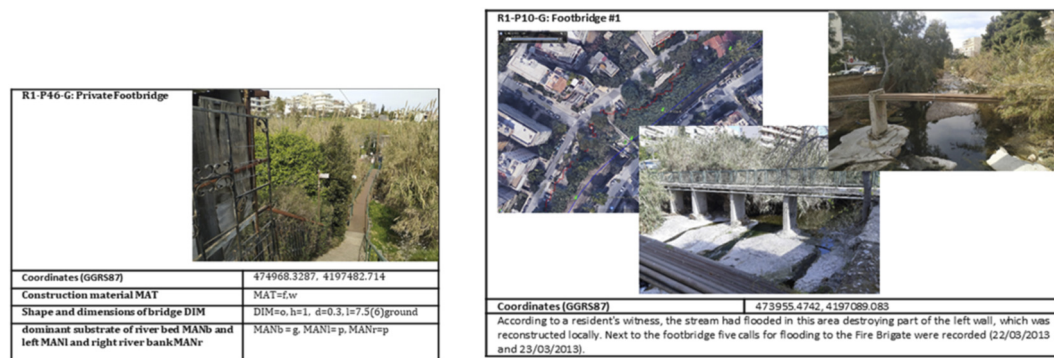 R1-P46-G: Private Footbridge
Coordinates (GGRS87) 474968.3287, 4197482.714
Construction material MAT MAT=f,w
Shape and dimensions of bridge DIM DIM=o, h=1, d=0.3, l=7.5(6)ground
dominant substrate of river bed MANb and MANb = g, MANl= p, MANr=p
left MANl and right river bankMANr
R1-P10-G: Footbridge #1
Coordinates (GGRS87) 473955.4742, 4197089.083
According to a resident's witness, the stream had flooded in this area destroying part of the left wall, which was
reconstructed locally. Next to the footbridge five calls for flooding to the Fire Brigate were recorded (22/03/2013
and 23/03/2013).